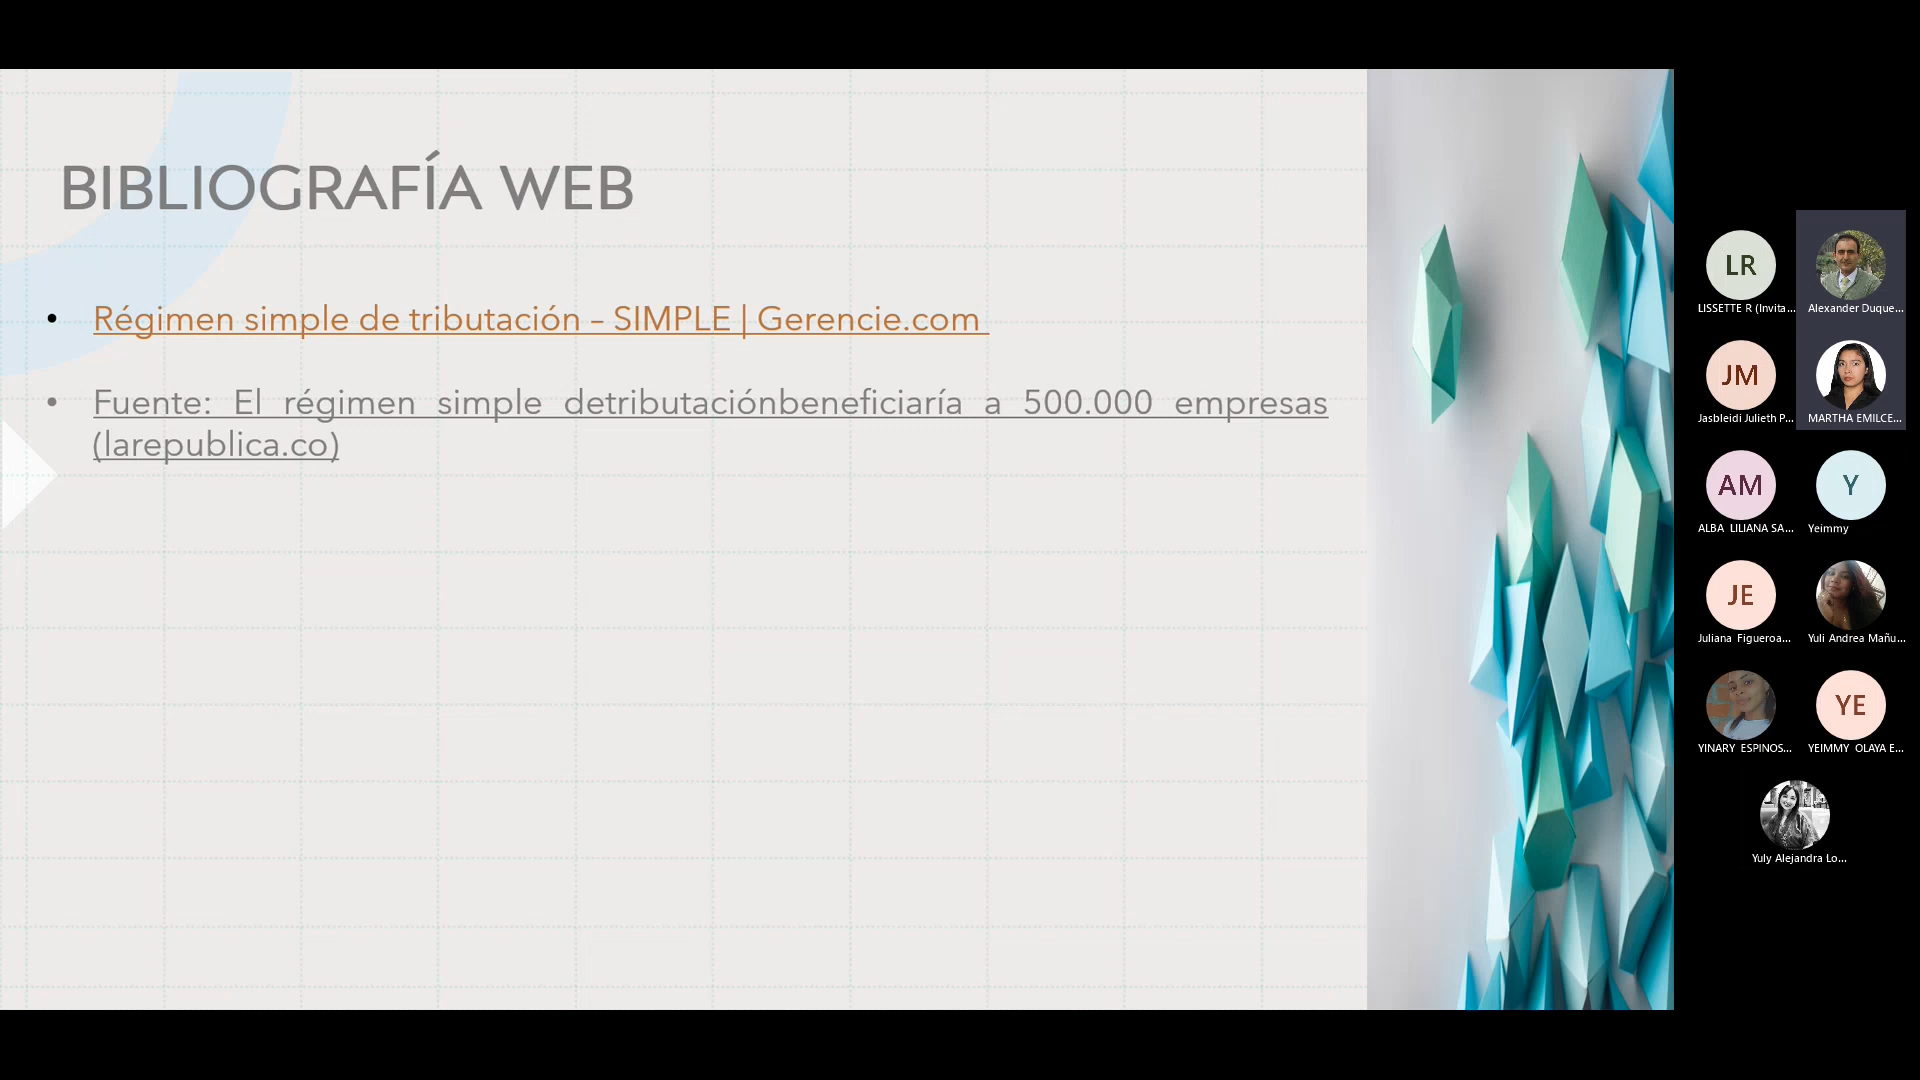 BIBLIOGRAFÍA WEB
• Régimen simple de tributación – SIMPLE | Gerencie.com
• Fuente: El régimen simple detributaciónbeneficiaría a 500.000 empresas
(larepublica.co)
LR
LISSETTE R (Invita...
Alexander Duque...
JM
Jasbleidi Julieth P...
MARTHA EMILCE...
AM
ALBA LILIANA SA...
Y
Yeimmy
JE
Juliana Figueroa...
Yuli Andrea Mañu...
YINARY ESPINOS...
YE
YEIMMY OLAYA E...
Yuly Alejandra Lo...